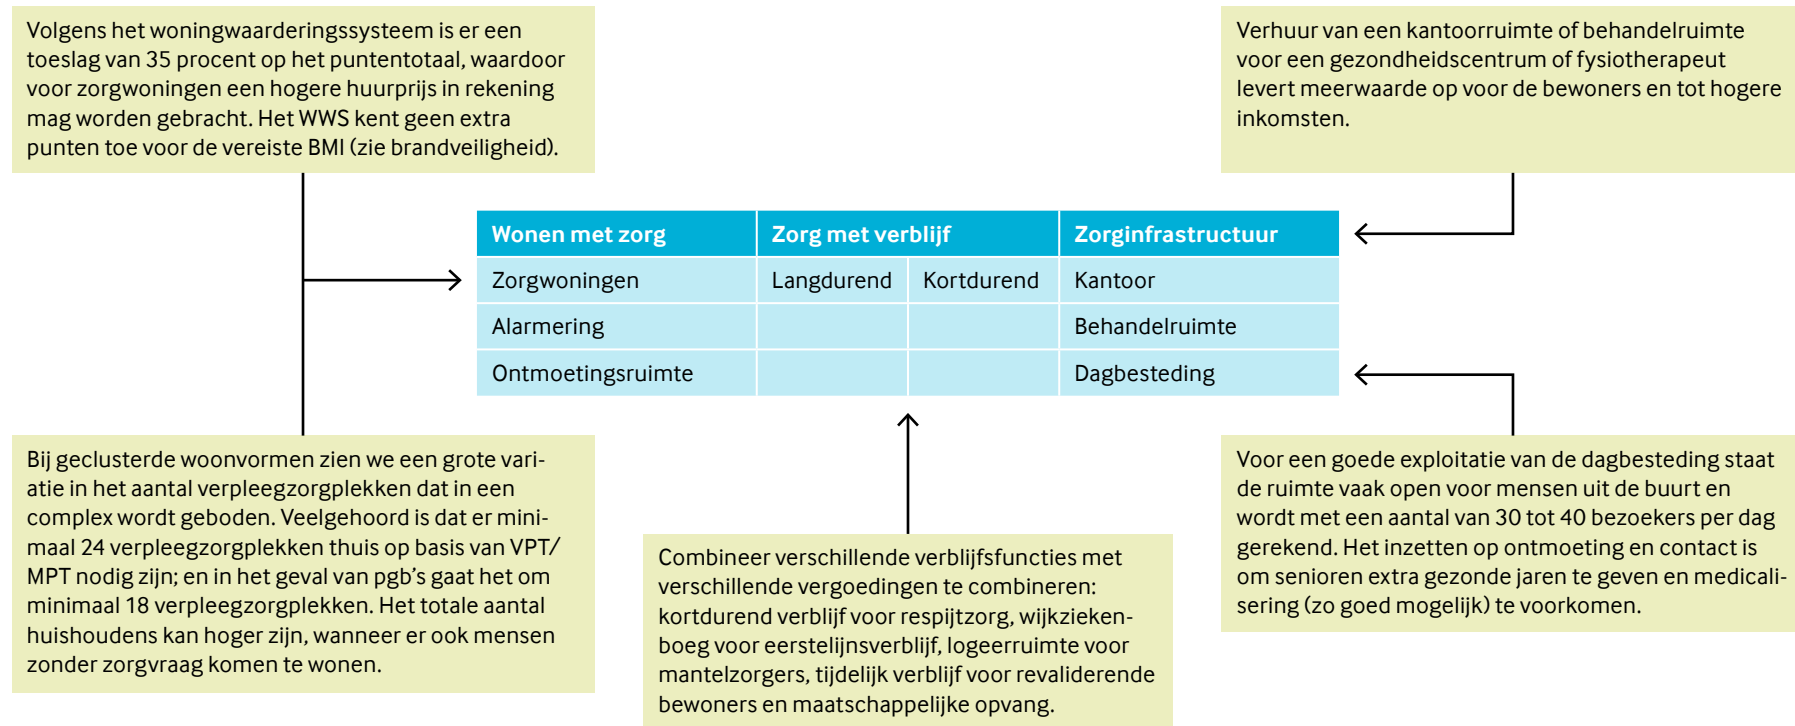 Volgens het woningwaarderingssysteem is er een
toeslag van 35 procent op het puntentotaal, waardoor
voor zorgwoningen een hogere huurprijs in rekening
mag worden gebracht. Het WWS kent geen extra
punten toe voor de vereiste BMI (zie brandveiligheid).
Verhuur van een kantoorruimte of behandelruimte
voor een gezondheidscentrum of fysiotherapeut
levert meerwaarde op voor de bewoners en tot hogere
inkomsten.
Wonen met zorg Zorg met verblijf Zorginfrastructuur
Zorgwoningen Langdurend Kortdurend Kantoor
Alarmering Behandelruimte
Ontmoetingsruimte Dagbesteding
Bij geclusterde woonvormen zien we een grote vari-
atie in het aantal verpleegzorgplekken dat in een
complex wordt geboden. Veelgehoord is dat er mini-
maal 24 verpleegzorgplekken thuis op basis van VPT/
MPT nodig zijn; en in het geval van pgb’s gaat het om
minimaal 18 verpleegzorgplekken. Het totale aantal
huishoudens kan hoger zijn, wanneer er ook mensen
zonder zorgvraag komen te wonen.
Combineer verschillende verblijfsfuncties met
verschillende vergoedingen te combineren:
kortdurend verblijf voor respijtzorg, wijkzieken-
boeg voor eerstelijnsverblijf, logeerruimte voor
mantelzorgers, tijdelijk verblijf voor revaliderende
bewoners en maatschappelijke opvang.
Voor een goede exploitatie van de dagbesteding staat
de ruimte vaak open voor mensen uit de buurt en
wordt met een aantal van 30 tot 40 bezoekers per dag
gerekend. Het inzetten op ontmoeting en contact is
om senioren extra gezonde jaren te geven en medicali-
sering (zo goed mogelijk) te voorkomen.